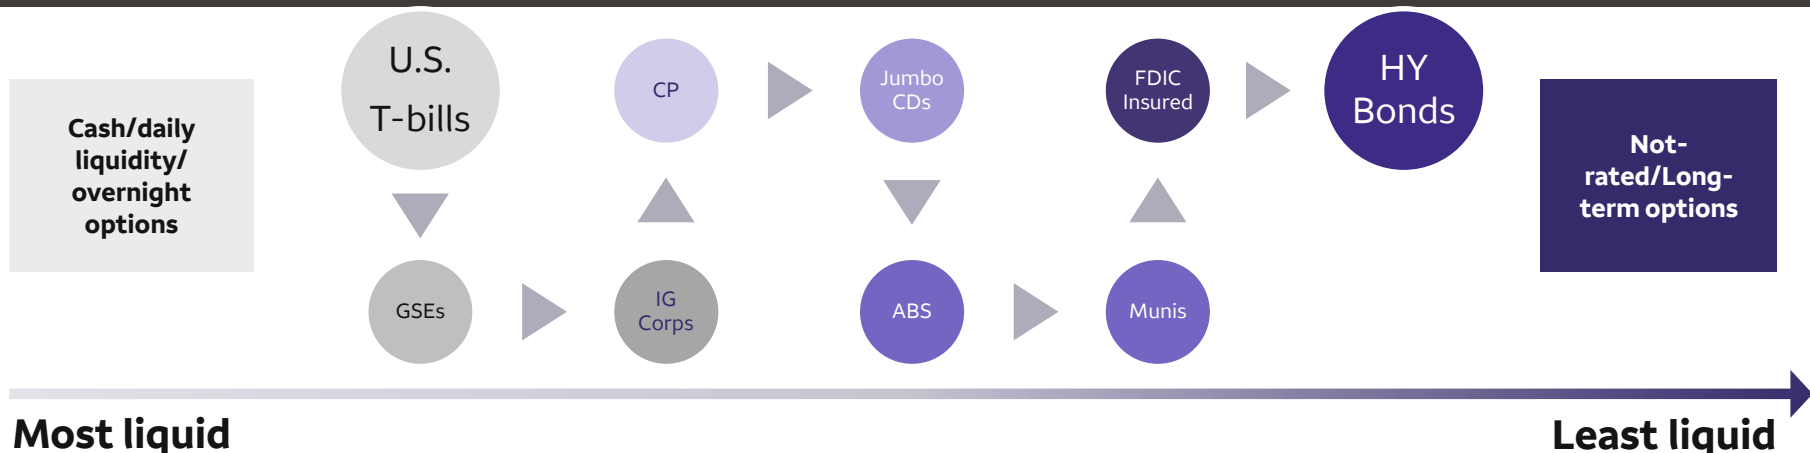 Cash/daily
liquidity/
overnight
options
U.S.
T-bills
GSEs
IG
Corps
CP
Jumbo
CDs
ABS
Munis
FDIC
Insured
HY
Bonds
Not-
rated/Long-
term options
Most liquid
Least liquid